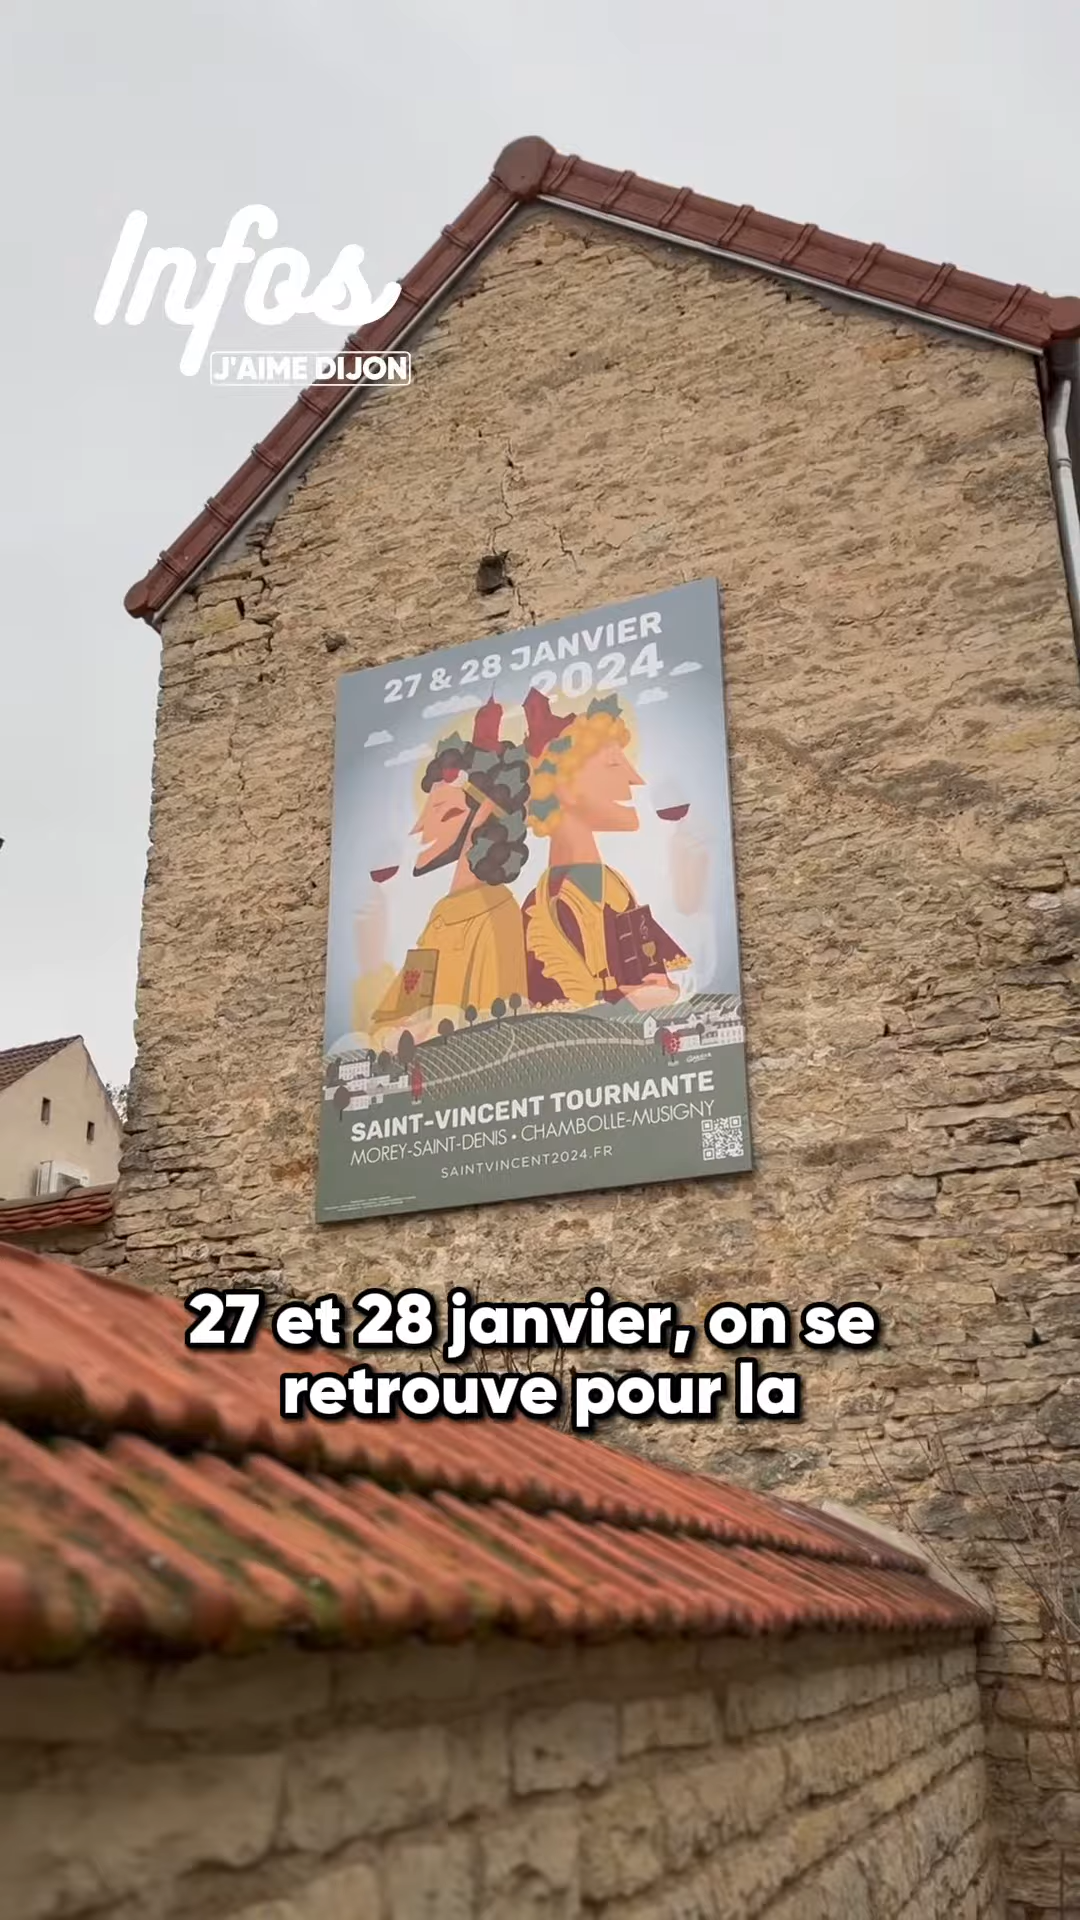 Infos
J'AIME DIJON
27 & 28 JANVIER
2024
SAINT-VINCENT TOURNANTE
MOREY-SAINT-DENIS • CHAMBOLLE-MUSIGNY
SAINTVINCENT2024.FR
27 et 28 janvier, on se
retrouve pour la